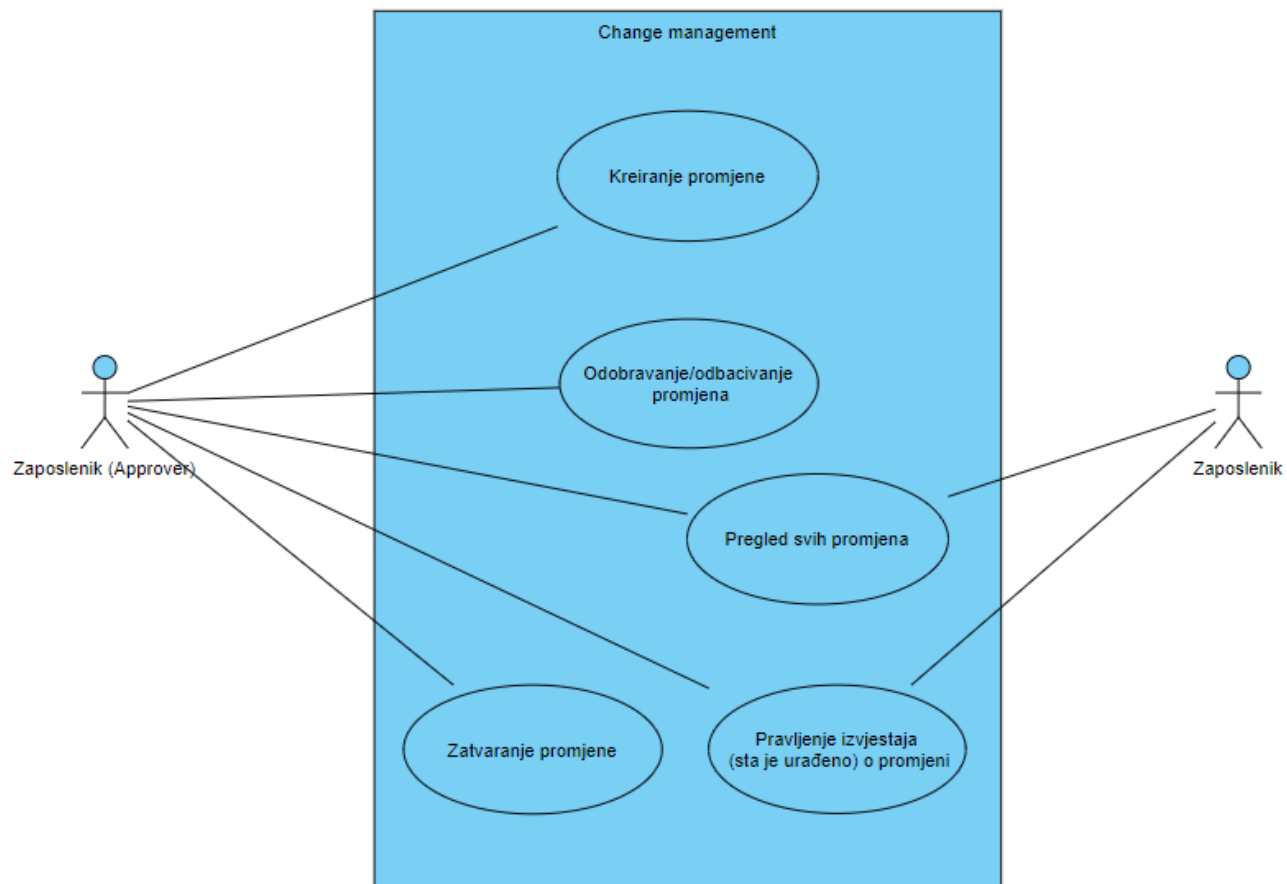 Change management
Kreiranje promjene
Odobravanje/odbacivanje
promjena
Zaposlenik (Approver)
Zaposlenik
Pregled svih promjena
Zatvaranje promjene
Pravljenje izvjestaja
(sta je urađeno) o promjeni